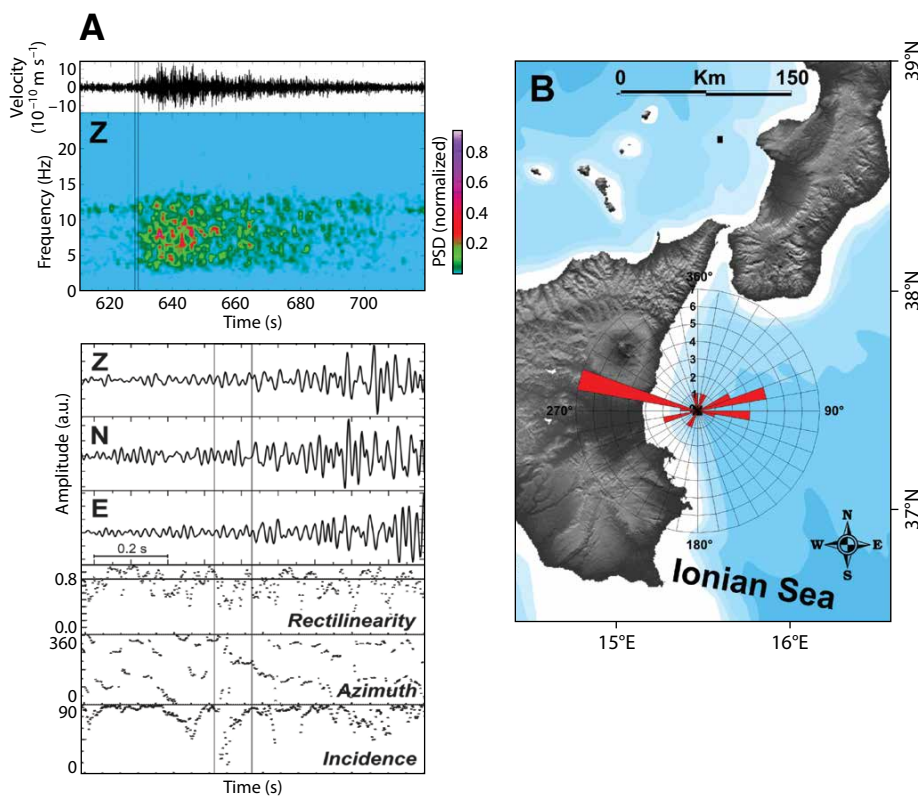 A
Velocity
(10⁻¹⁰ m s⁻¹)
10
0
−10
Z
Frequency (Hz)
20
15
10
5
0
620
640
660
680
700
Time (s)
PSD (normalized)
0.8
0.6
0.4
0.2
Amplitude (a.u.)
Z
N
E
0.2 s
0.8
0.0
Rectilinearity
360
0
Azimuth
90
0
Incidence
Time (s)
B
0 Km 150
39°N
38°N
37°N
360°
7
6
5
4
3
2
1
270°
90°
180°
N
W E
S
Ionian Sea
15°E
16°E